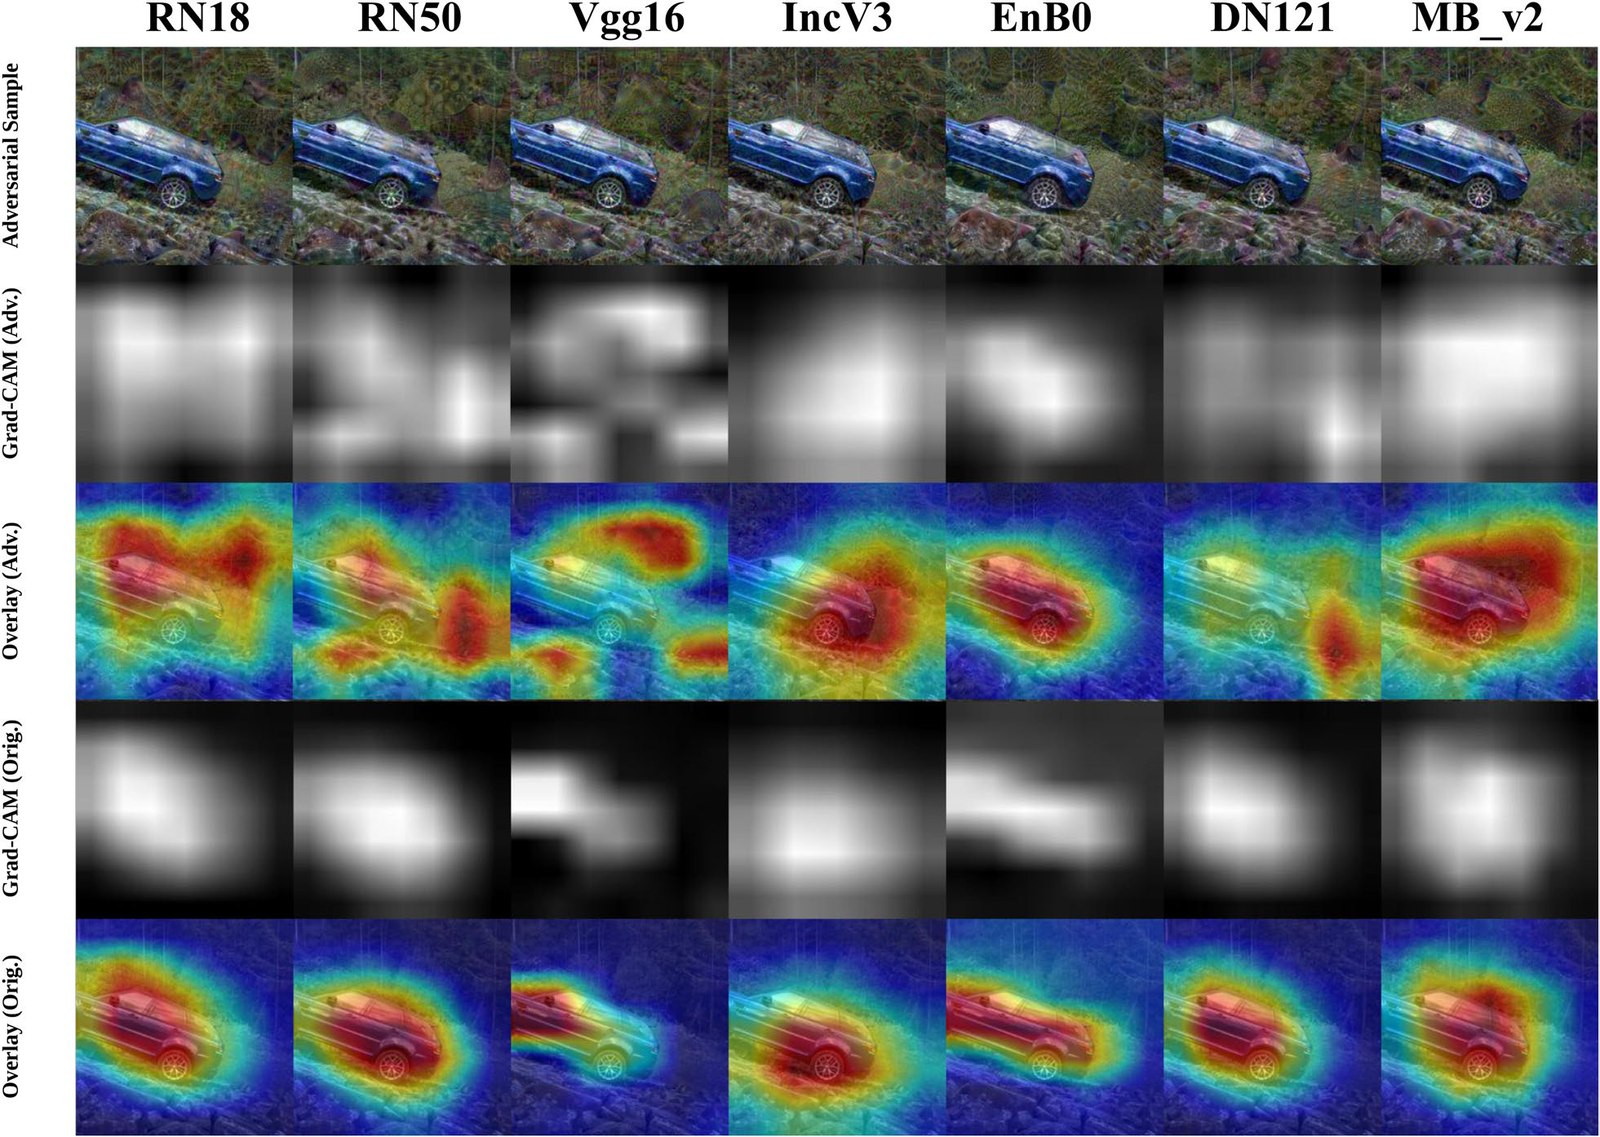 RN18 RN50 Vgg16 IncV3 EnB0 DN121 MB_v2
Adversarial Sample
Grad-CAM (Adv.)
Overlay (Adv.)
Grad-CAM (Orig.)
Overlay (Orig.)